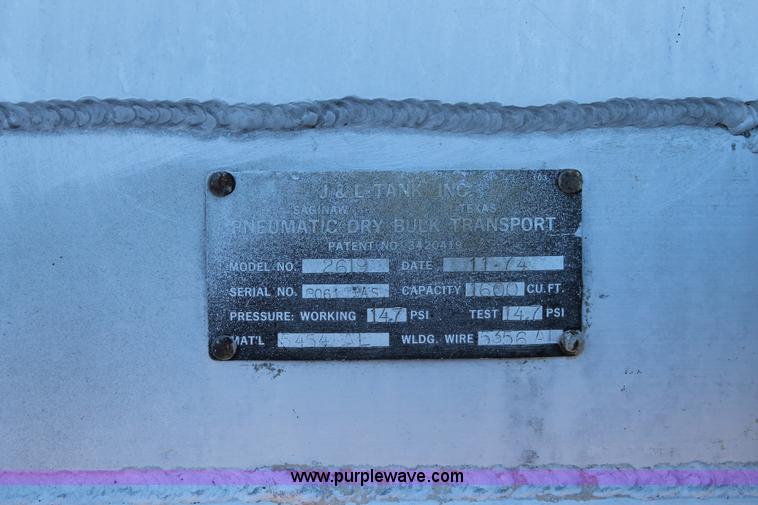 J & L TANK INC.
SAGINAW TEXAS
PNEUMATIC DRY BULK TRANSPORT
PATENT NO. 3420419
MODEL NO. 2619 DATE 11-74
SERIAL NO. CAPACITY 1600 CU. FT.
PRESSURE: WORKING 14.7 PSI TEST 14.7 PSI
MAT'L 5454 AL WLDG. WIRE 5356 AL
www.purplewave.com